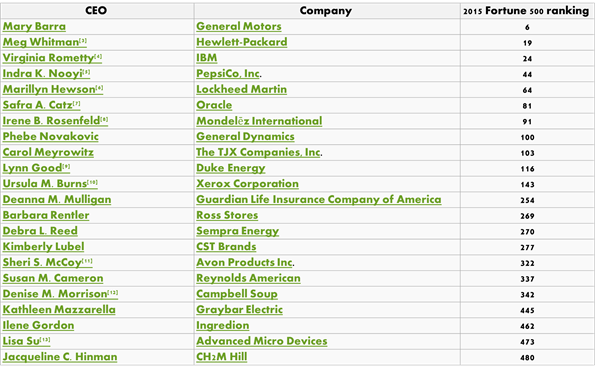 CEO Company 2015 Fortune 500 ranking
Mary Barra General Motors 6
Meg Whitman[3] Hewlett-Packard 19
Virginia Rometty[4] IBM 24
Indra K. Nooyi[5] PepsiCo, Inc. 44
Marillyn Hewson[6] Lockheed Martin 64
Safra A. Catz[7] Oracle 81
Irene B. Rosenfeld[8] Mondelēz International 91
Phebe Novakovic General Dynamics 100
Carol Meyrowitz The TJX Companies, Inc. 103
Lynn Good[9] Duke Energy 116
Ursula M. Burns[10] Xerox Corporation 143
Deanna M. Mulligan Guardian Life Insurance Company of America 254
Barbara Rentler Ross Stores 269
Debra L. Reed Sempra Energy 270
Kimberly Lubel CST Brands 277
Sheri S. McCoy[11] Avon Products Inc. 322
Susan M. Cameron Reynolds American 337
Denise M. Morrison[12] Campbell Soup 342
Kathleen Mazzarella Graybar Electric 445
Ilene Gordon Ingredion 462
Lisa Su[13] Advanced Micro Devices 473
Jacqueline C. Hinman CH2M Hill 480